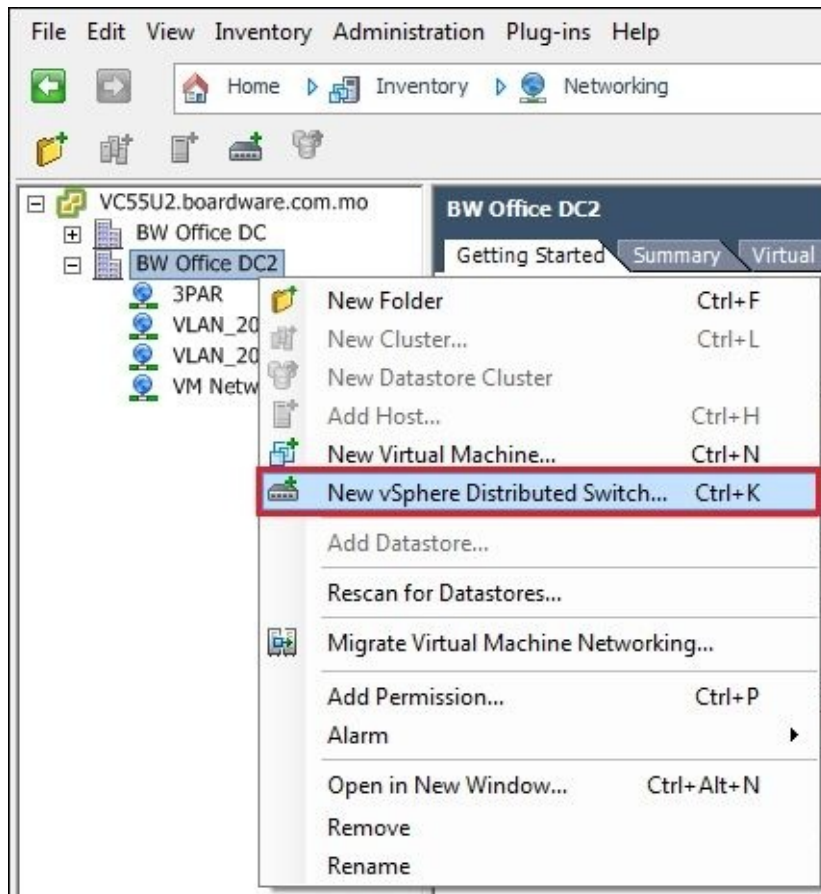 File Edit View Inventory Administration Plug-ins Help
Home Inventory Networking
VC55U2.boardware.com.mo
BW Office DC
BW Office DC2
3PAR
VLAN_20
VLAN_20
VM Netw
BW Office DC2
Getting Started Summary Virtual
New Folder Ctrl+F
New Cluster... Ctrl+L
New Datastore Cluster
Add Host... Ctrl+H
New Virtual Machine... Ctrl+N
New vSphere Distributed Switch... Ctrl+K
Add Datastore...
Rescan for Datastores...
Migrate Virtual Machine Networking...
Add Permission... Ctrl+P
Alarm
Open in New Window... Ctrl+Alt+N
Remove
Rename